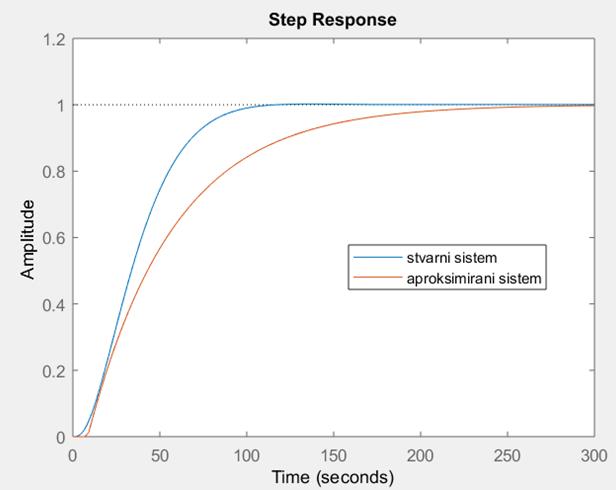 Step Response
1.2
1
0.8
0.6
0.4
0.2
0
Amplitude
stvarni sistem
aproksimirani sistem
0 50 100 150 200 250 300
Time (seconds)